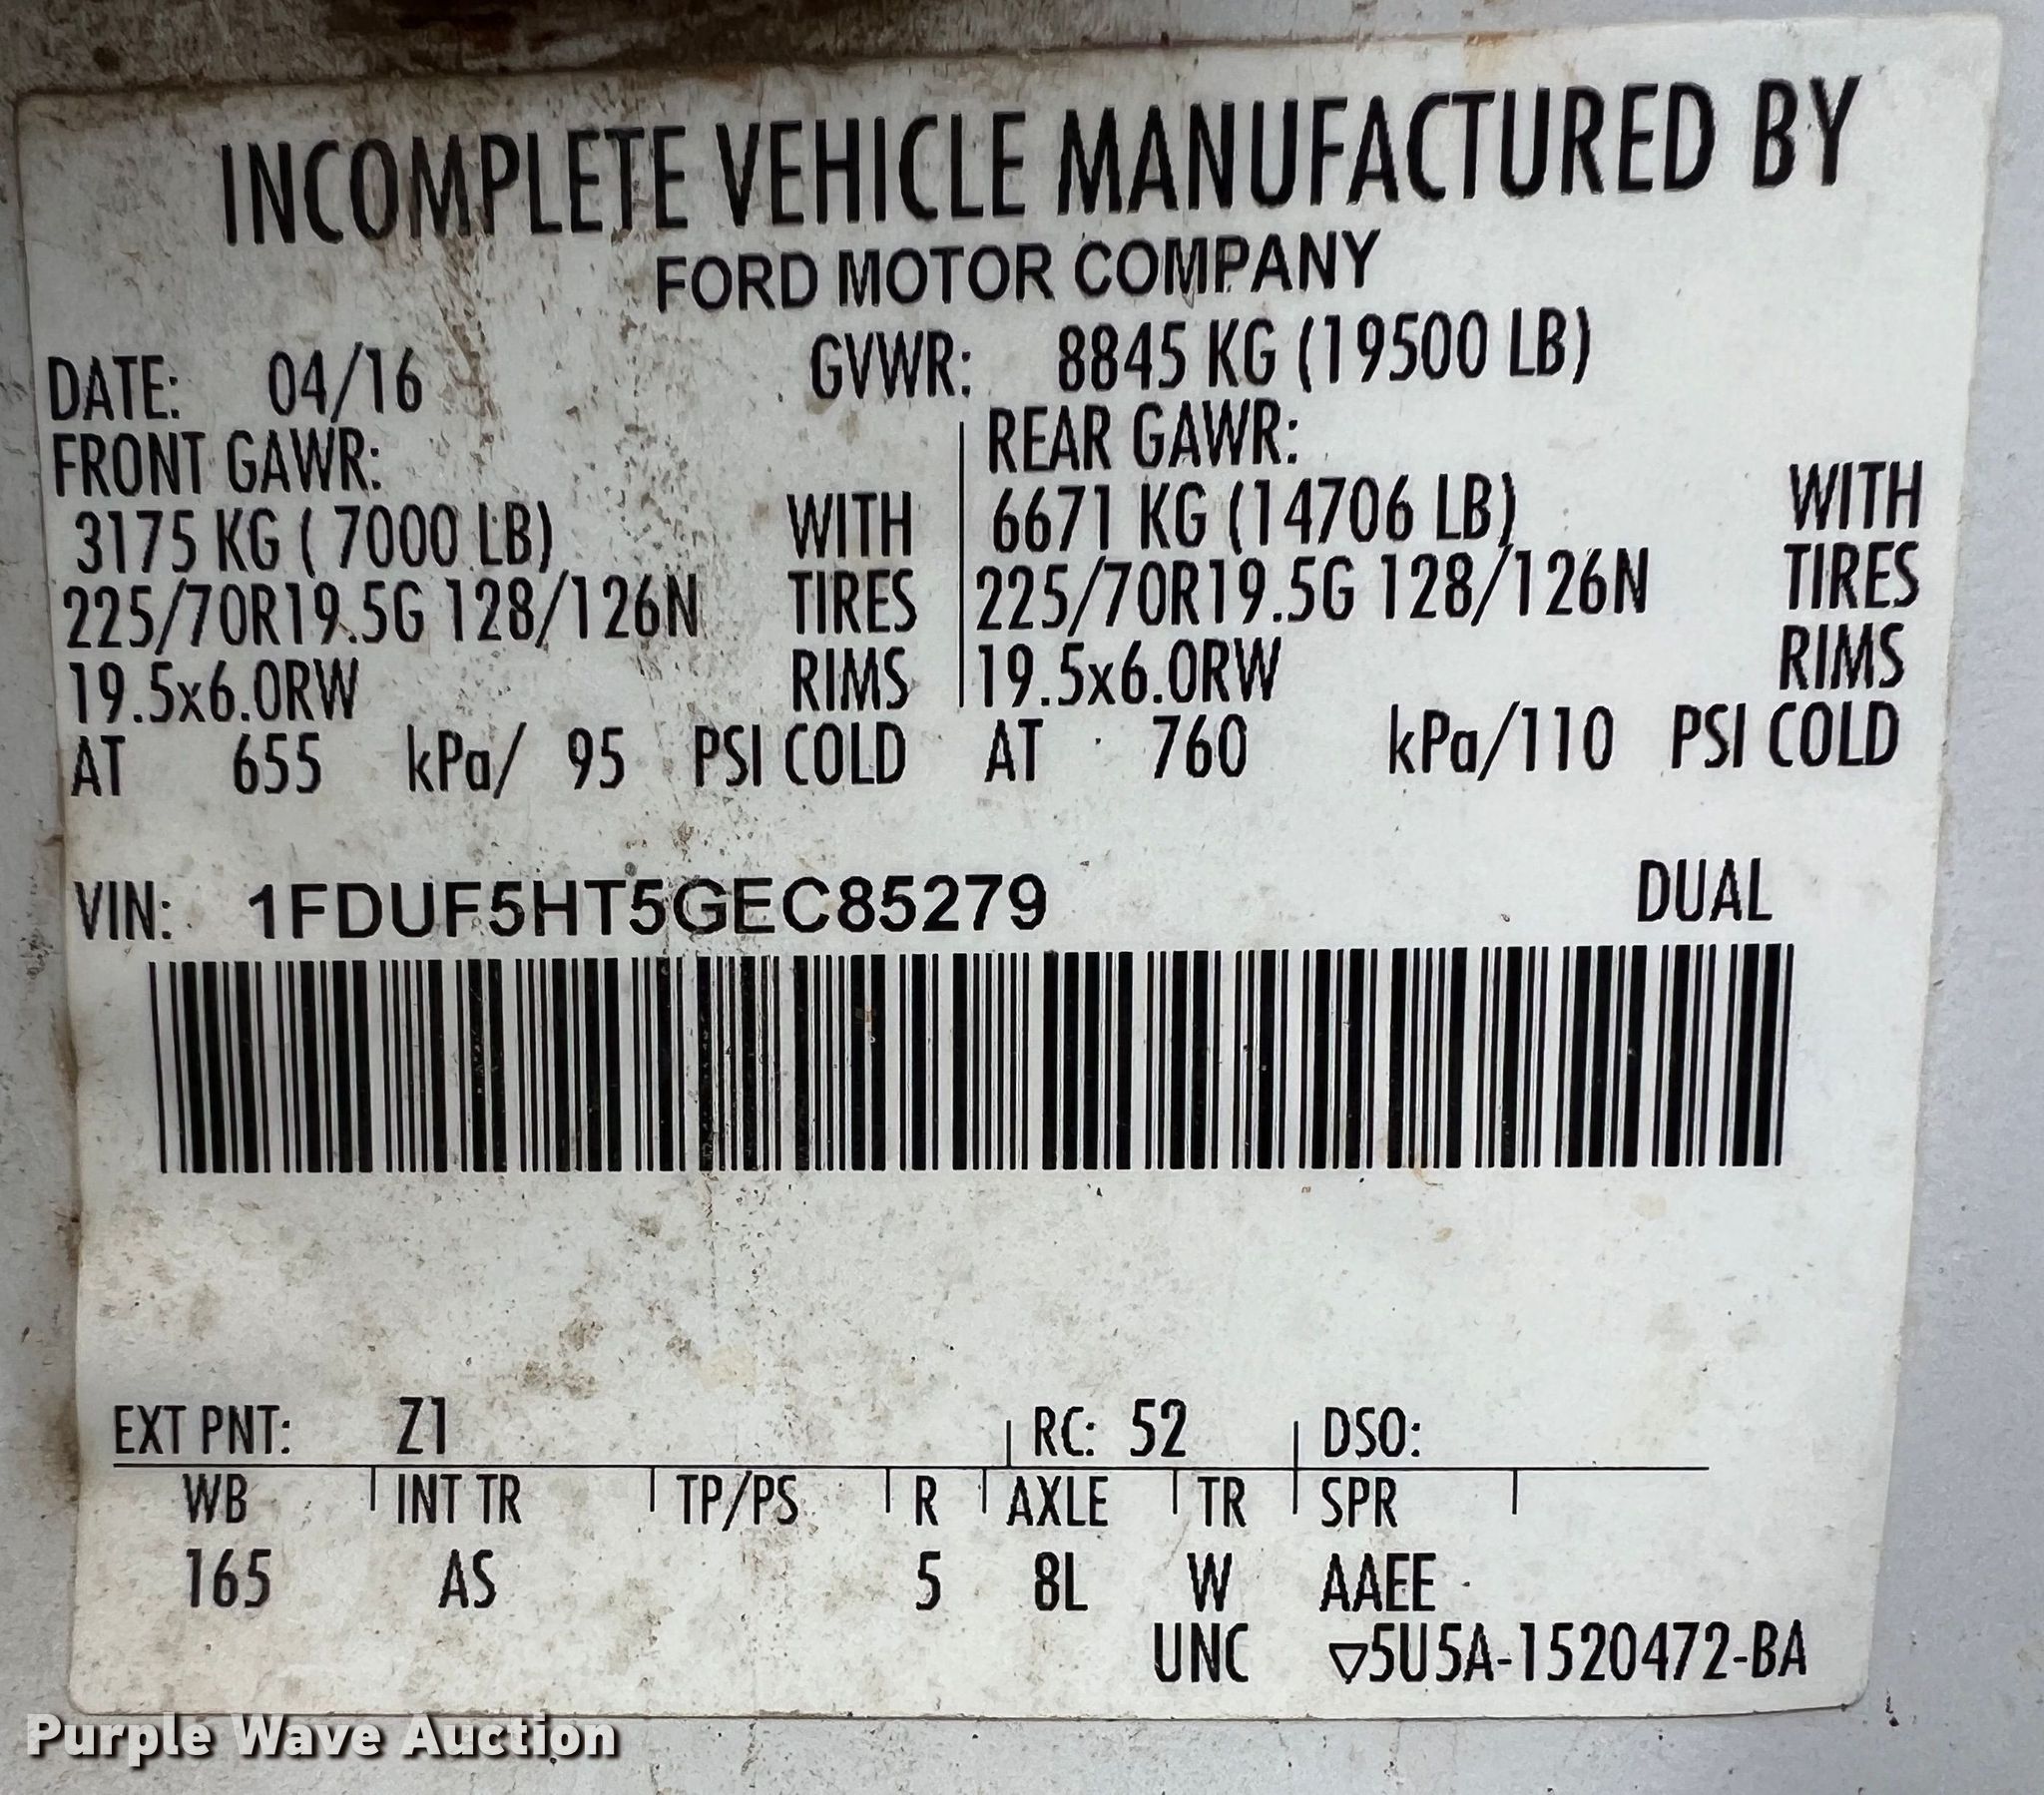 INCOMPLETE VEHICLE MANUFACTURED BY
FORD MOTOR COMPANY
DATE: 04/16 GVWR: 8845 KG (19500 LB)
FRONT GAWR: REAR GAWR:
3175 KG ( 7000 LB) WITH 6671 KG (14706 LB) WITH
225/70R19.5G 128/126N TIRES 225/70R19.5G 128/126N TIRES
19.5x6.0RW RIMS 19.5x6.0RW RIMS
AT 655 kPa/ 95 PSI COLD AT 760 kPa/110 PSI COLD
VIN: 1FDUF5HT5GEC85279 DUAL
EXT PNT: Z1 RC: 52 DSO:
WB INT TR TP/PS R AXLE TR SPR
165 AS 5 8L W AAEE
UNC ▽5U5A-1520472-BA
Purple Wave Auction